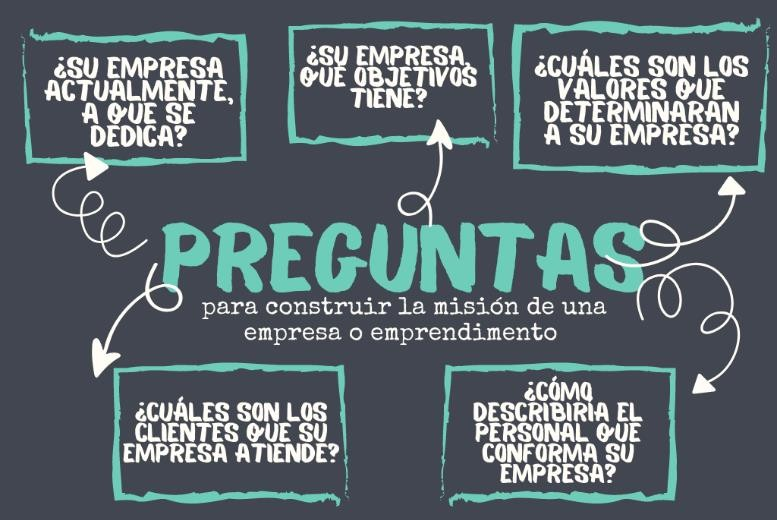 ¿SU EMPRESA
ACTUALMENTE,
A QUE SE
DEDICA?
¿SU EMPRESA,
QUE OBJETIVOS
TIENE?
¿CUÁLES SON LOS
VALORES QUE
DETERMINARAN
A SU EMPRESA?
PREGUNTAS
para construir la misión de una
empresa o emprendimento
¿CUÁLES SON LOS
CLIENTES QUE SU
EMPRESA ATIENDE?
¿CÓMO
DESCRIBIRÍA EL
PERSONAL QUE
CONFORMA SU
EMPRESA?